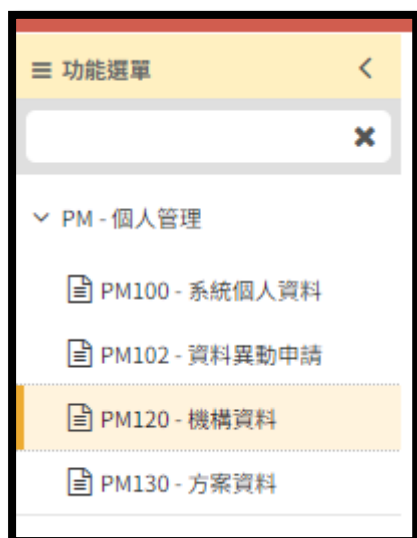 功能選單
PM - 個人管理
PM100 - 系統個人資料
PM102 - 資料異動申請
PM120 - 機構資料
PM130 - 方案資料